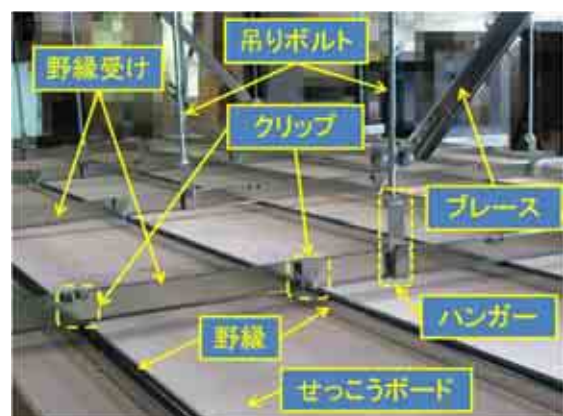 吊りボルト
野縁受け
クリップ
ブレース
ハンガー
野縁
せっこうボード